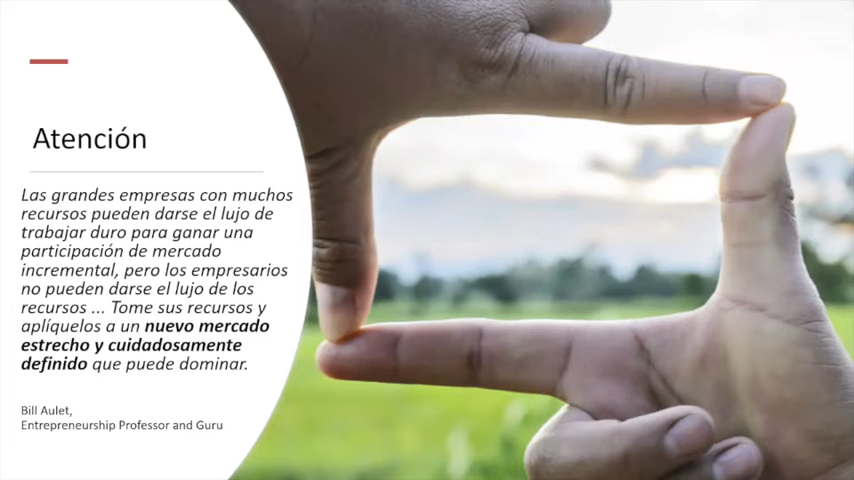 Atención
Las grandes empresas con muchos
recursos pueden darse el lujo de
trabajar duro para ganar una
participación de mercado
incremental, pero los empresarios
no pueden darse el lujo de los
recursos ... Tome sus recursos y
aplíquelos a un nuevo mercado
estrecho y cuidadosamente
definido que puede dominar.
Bill Aulet,
Entrepreneurship Professor and Guru